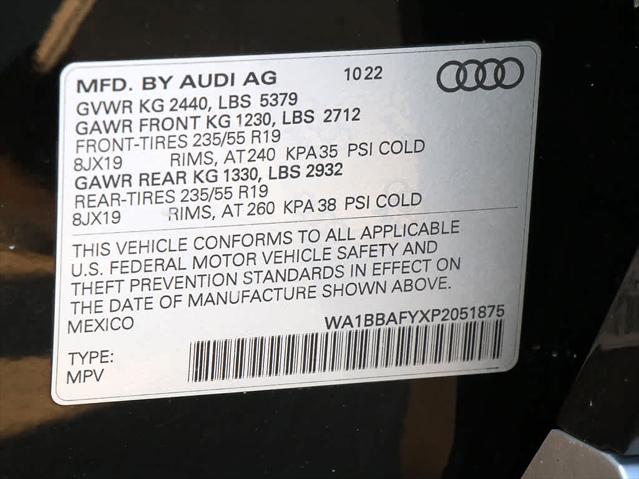 MFD. BY AUDI AG 10 22
GVWR KG 2440, LBS 5379
GAWR FRONT KG 1230, LBS 2712
FRONT-TIRES 235/55 R19
8JX19 RIMS, AT 240 KPA 35 PSI COLD
GAWR REAR KG 1330, LBS 2932
REAR-TIRES 235/55 R19
8JX19 RIMS, AT 260 KPA 38 PSI COLD
THIS VEHICLE CONFORMS TO ALL APPLICABLE
U.S. FEDERAL MOTOR VEHICLE SAFETY AND
THEFT PREVENTION STANDARDS IN EFFECT ON
THE DATE OF MANUFACTURE SHOWN ABOVE.
MEXICO WA1BBAFYXP2051875
TYPE:
MPV